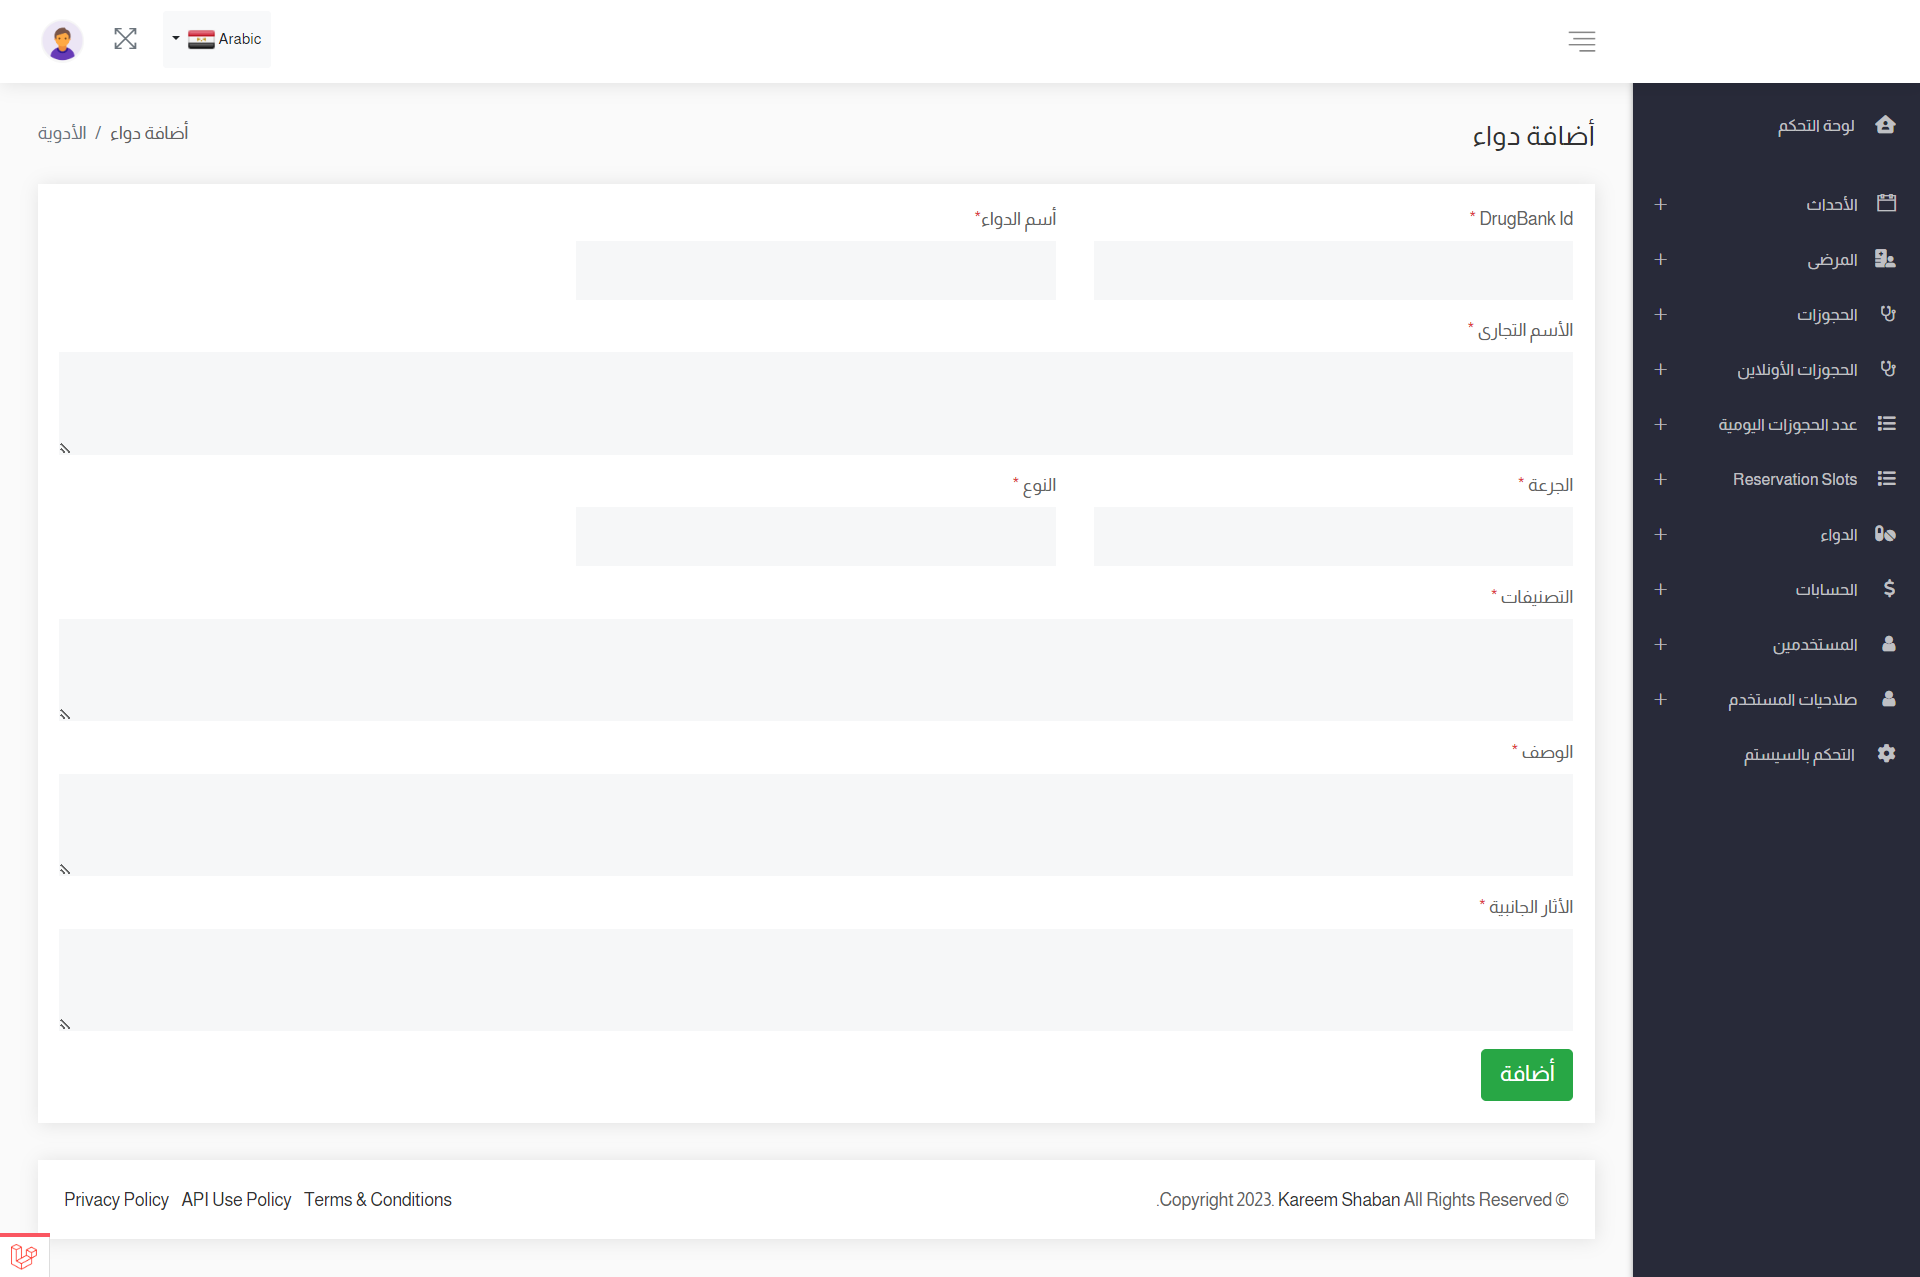 Arabic
لوحة التحكم
الأحداث
المرضى
الحجوزات
الحجوزات الأونلاين
عدد الحجوزات اليومية
Reservation Slots
الدواء
الحسابات
المستخدمين
صلاحيات المستخدم
التحكم بالسيستم
أضافة دواء
أضافة دواء / الأدوية
DrugBank Id *
أسم الدواء*
الأسم التجارى *
الجرعة *
النوع *
التصنيفات *
الوصف *
الأثار الجانبية *
أضافة
.Copyright 2023. Kareem Shaban All Rights Reserved ©
Privacy Policy API Use Policy Terms & Conditions